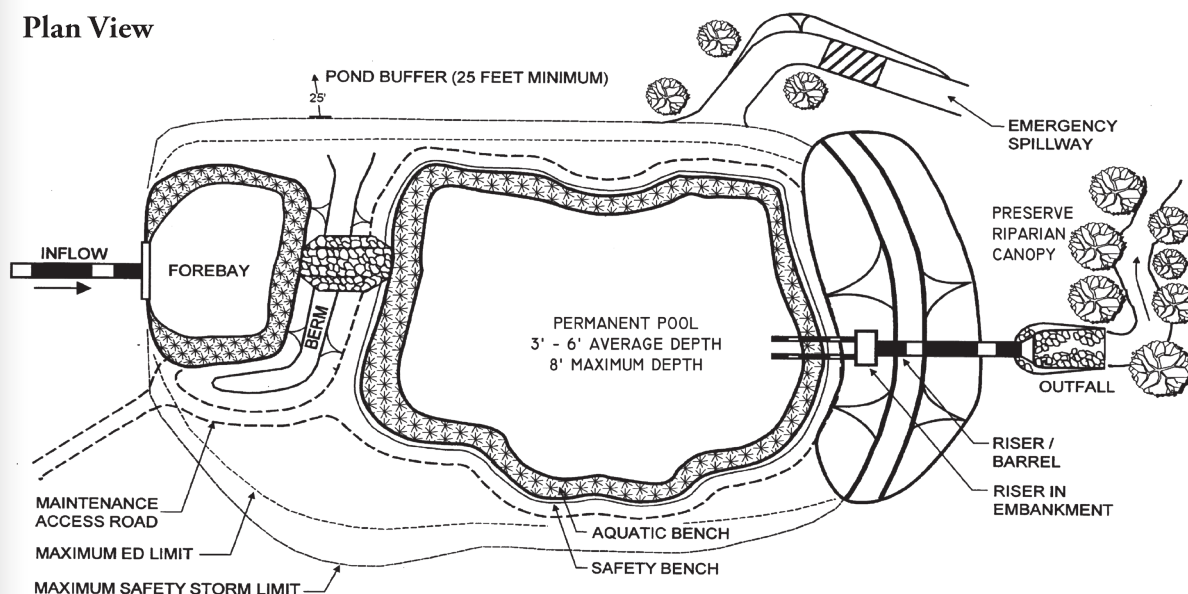 Plan View
POND BUFFER (25 FEET MINIMUM)
25'
EMERGENCY
SPILLWAY
PRESERVE
RIPARIAN
CANOPY
INFLOW
FOREBAY
BERM
PERMANENT POOL
3' - 6' AVERAGE DEPTH
8' MAXIMUM DEPTH
OUTFALL
RISER /
BARREL
RISER IN
EMBANKMENT
MAINTENANCE
ACCESS ROAD
AQUATIC BENCH
MAXIMUM ED LIMIT
SAFETY BENCH
MAXIMUM SAFETY STORM LIMIT